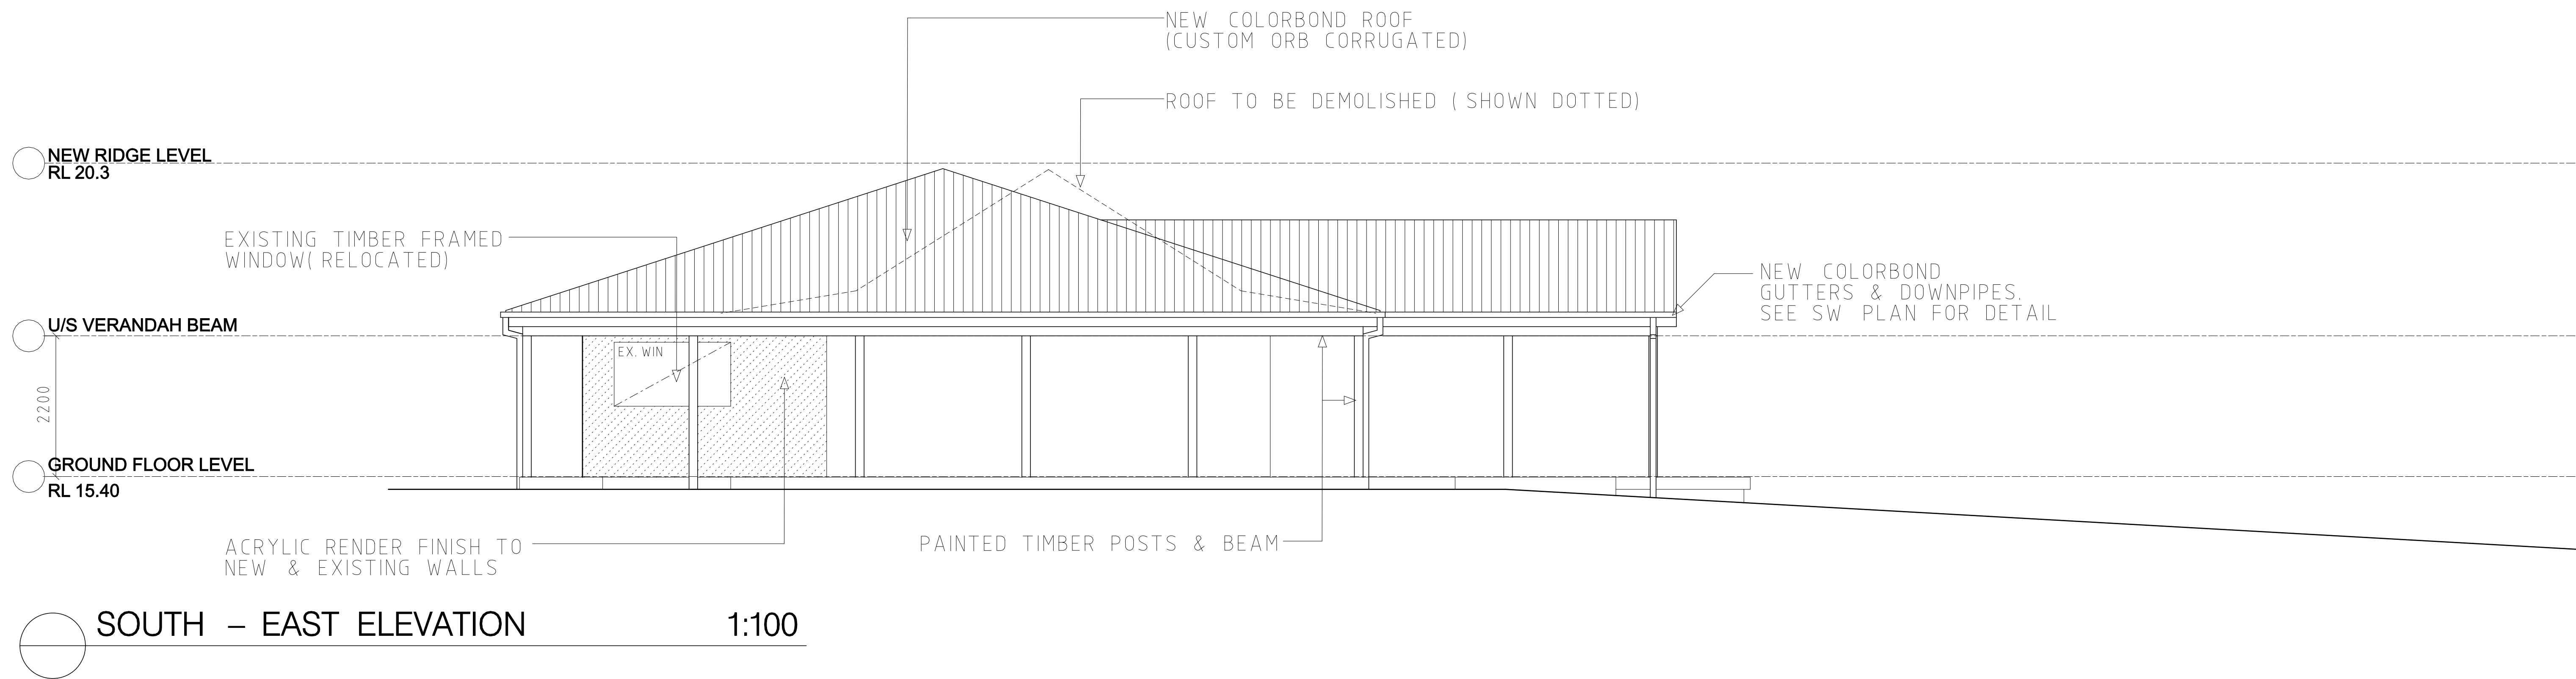 NEW COLORBOND ROOF
(CUSTOM ORB CORRUGATED)
ROOF TO BE DEMOLISHED ( SHOWN DOTTED)
NEW RIDGE LEVEL
RL 20.3
EXISTING TIMBER FRAMED
WINDOW( RELOCATED)
NEW COLORBOND
GUTTERS & DOWNPIPES.
SEE SW PLAN FOR DETAIL
U/S VERANDAH BEAM
EX. WIN
2200
GROUND FLOOR LEVEL
RL 15.40
ACRYLIC RENDER FINISH TO
NEW & EXISTING WALLS
PAINTED TIMBER POSTS & BEAM
SOUTH – EAST ELEVATION 1:100